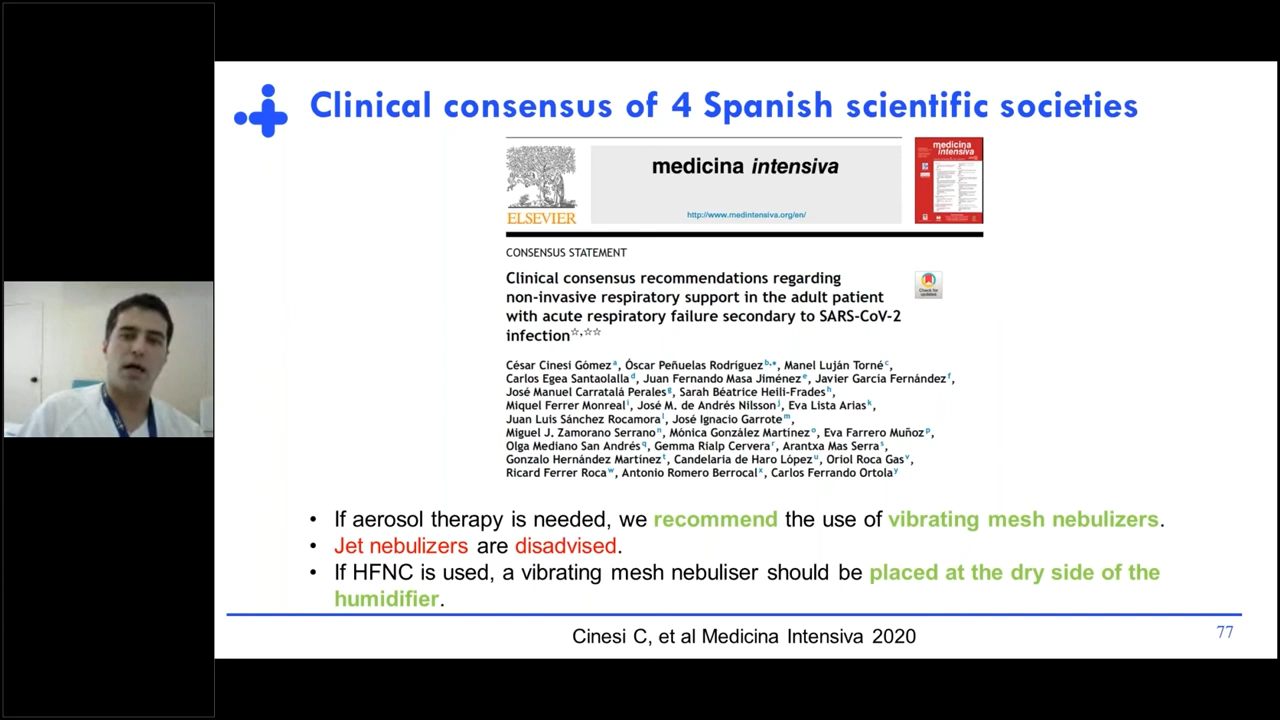 Clinical consensus of 4 Spanish scientific societies
ELSEVIER
medicina intensiva
http://www.medintensiva.org/en/
medicina
intensiva
CONSENSUS STATEMENT
Clinical consensus recommendations regarding
non-invasive respiratory support in the adult patient
with acute respiratory failure secondary to SARS-CoV-2
infection☆,☆☆
Check for
updates
César Cinesi Gómez a, Óscar Peñuelas Rodríguez b,*, Manel Luján Torné c,
Carlos Egea Santaolalla d, Juan Fernando Masa Jiménez e, Javier García Fernández f,
José Manuel Carratalá Perales g, Sarah Béatrice Heili-Frades h,
Miquel Ferrer Monreal i, José M. de Andrés Nilsson j, Eva Lista Arias k,
Juan Luis Sánchez Rocamora l, José Ignacio Garrote m,
Miguel J. Zamorano Serrano n, Mónica González Martínez o, Eva Farrero Muñoz p,
Olga Mediano San Andrés q, Gemma Rialp Cervera r, Arantxa Mas Serra s,
Gonzalo Hernández Martínez t, Candelaria de Haro López u, Oriol Roca Gas v,
Ricard Ferrer Roca w, Antonio Romero Berrocal x, Carlos Ferrando Ortola y
• If aerosol therapy is needed, we recommend the use of vibrating mesh nebulizers.
• Jet nebulizers are disadvised.
• If HFNC is used, a vibrating mesh nebuliser should be placed at the dry side of the
humidifier.
Cinesi C, et al Medicina Intensiva 2020
77